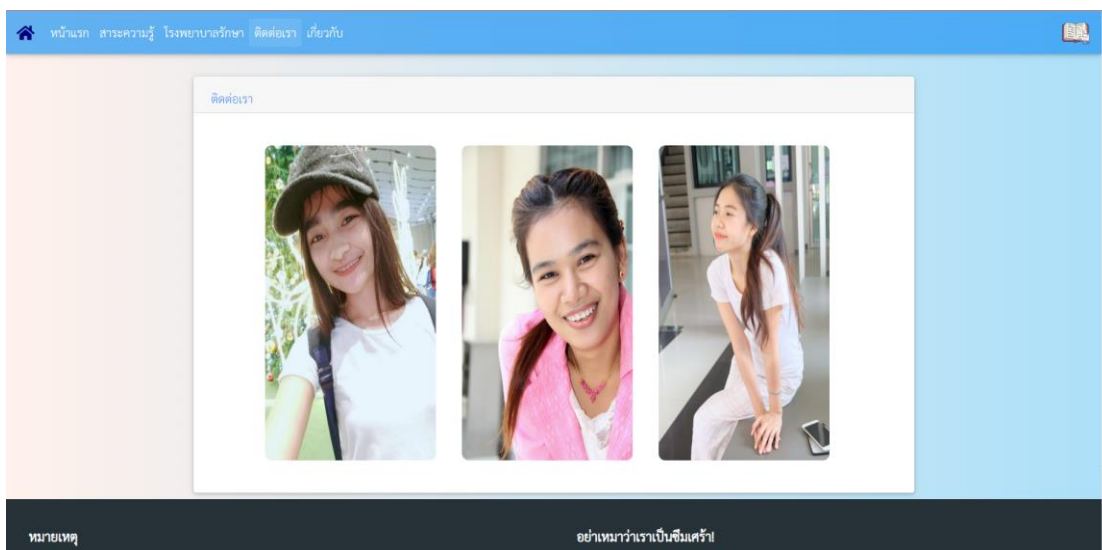 หน้าแรก สาระความรู้ โรงพยาบาลรักษา ติดต่อเรา เกี่ยวกับ
ติดต่อเรา
หมายเหตุ
อย่าเหมาว่าเราเป็นซึมเศร้า!